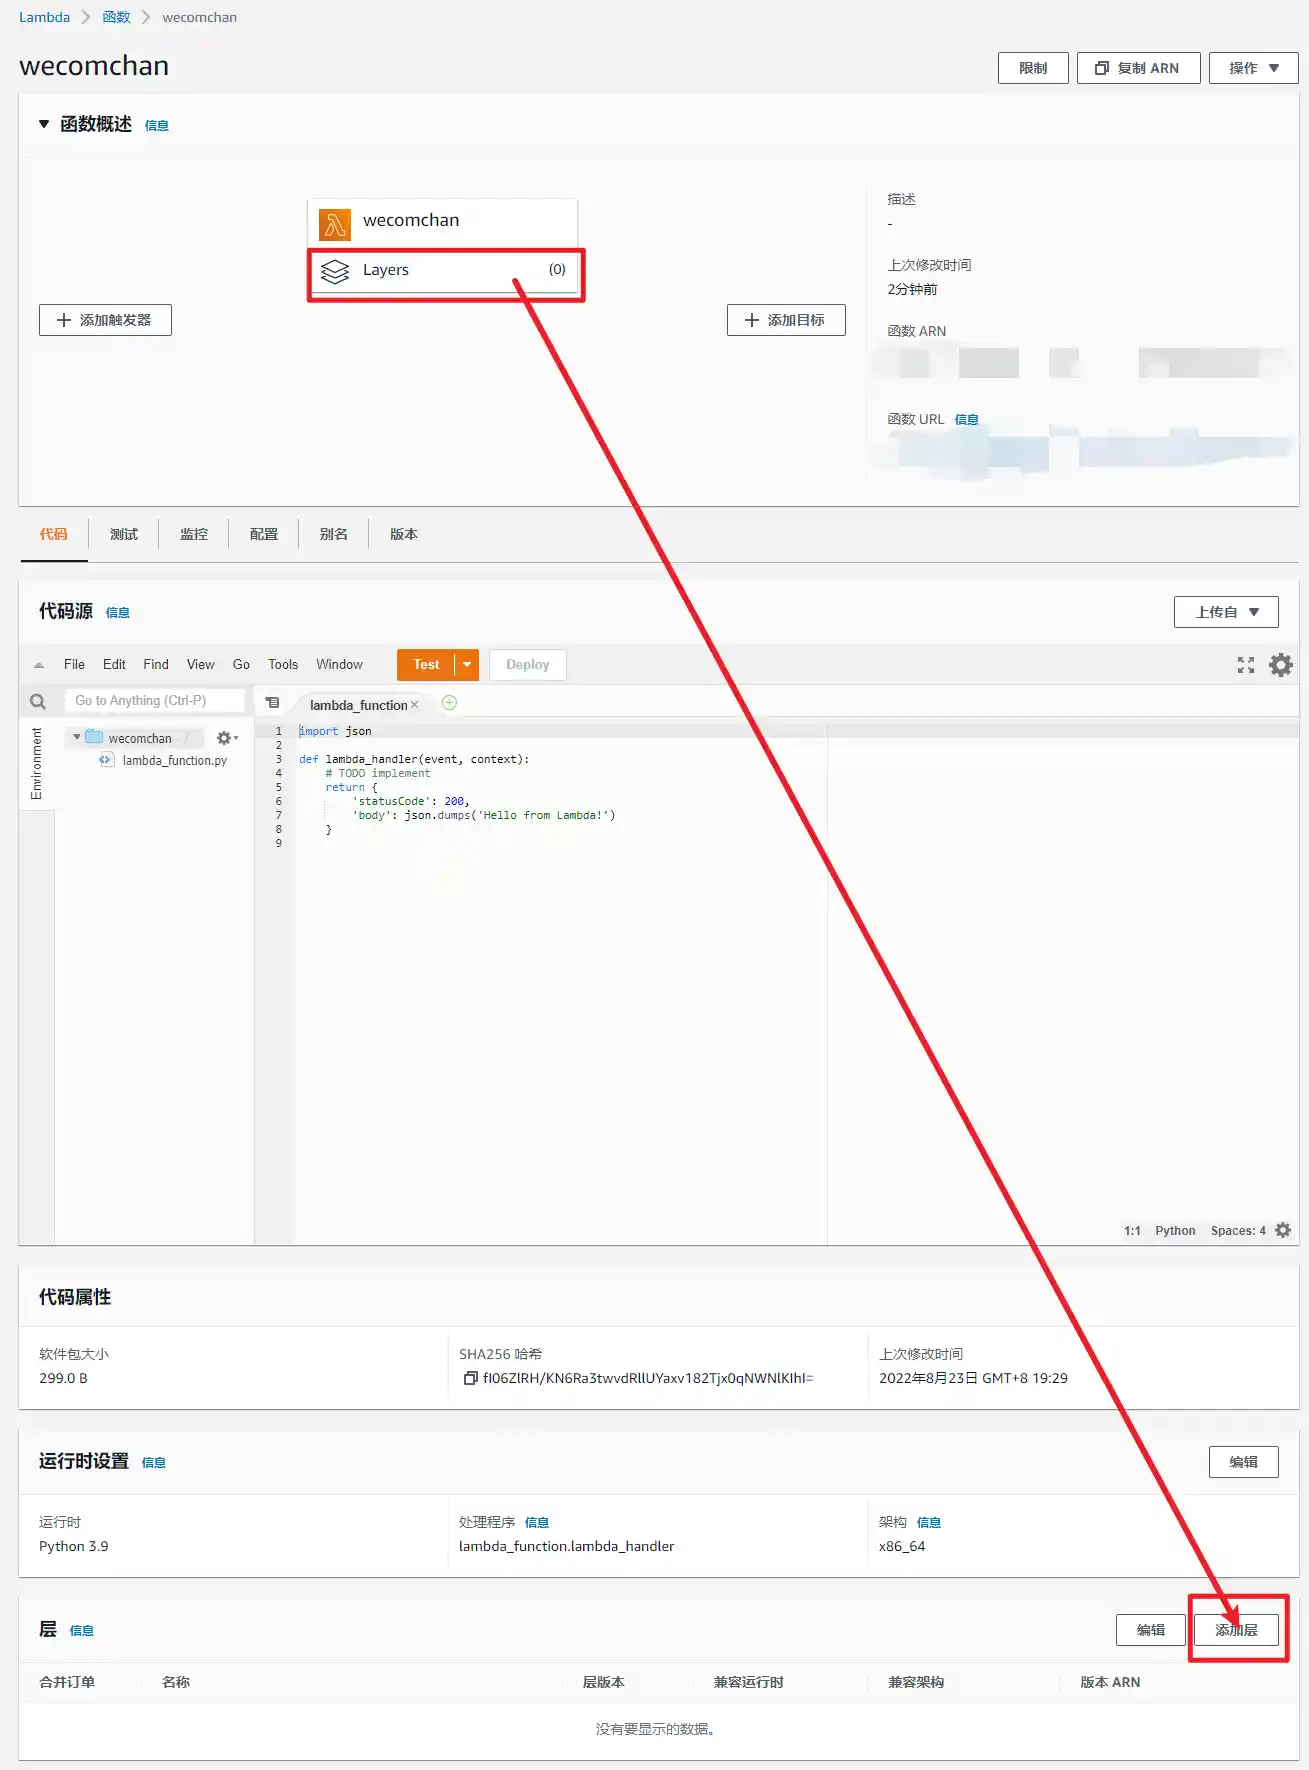 Lambda > 函数 > wecomchan
wecomchan
限制 复制 ARN 操作
函数概述 信息
wecomchan
Layers (0)
添加触发器
添加目标
描述
-
上次修改时间
2分钟前
函数 ARN
函数 URL 信息
代码 测试 监控 配置 别名 版本
代码源 信息
上传自
File Edit Find View Go Tools Window Test Deploy
Go to Anything (Ctrl-P)
lambda_function
Environment
wecomchan
lambda_function.py
1 import json
2
3 def lambda_handler(event, context):
4 # TODO implement
5 return {
6 'statusCode': 200,
7 'body': json.dumps('Hello from Lambda!')
8 }
9
1:1 Python Spaces: 4
代码属性
软件包大小
299.0 B
SHA256 哈希
fI06ZlRH/KN6Ra3twvdRllUYaxv182Tjx0qNWNlKIhI=
上次修改时间
2022年8月23日 GMT+8 19:29
运行时设置 信息
编辑
运行时
Python 3.9
处理程序 信息
lambda_function.lambda_handler
架构 信息
x86_64
层 信息
编辑 添加层
合并订单 名称 层版本 兼容运行时 兼容架构 版本 ARN
没有要显示的数据。